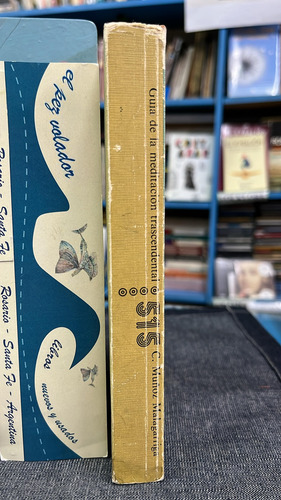 el pez volador
libros nuevos y usados
Rosario - Santa Fe
Rosario - Santa Fe - Argentina
Guía de la meditación trascendental
515
C. Muñoz Malagarriga